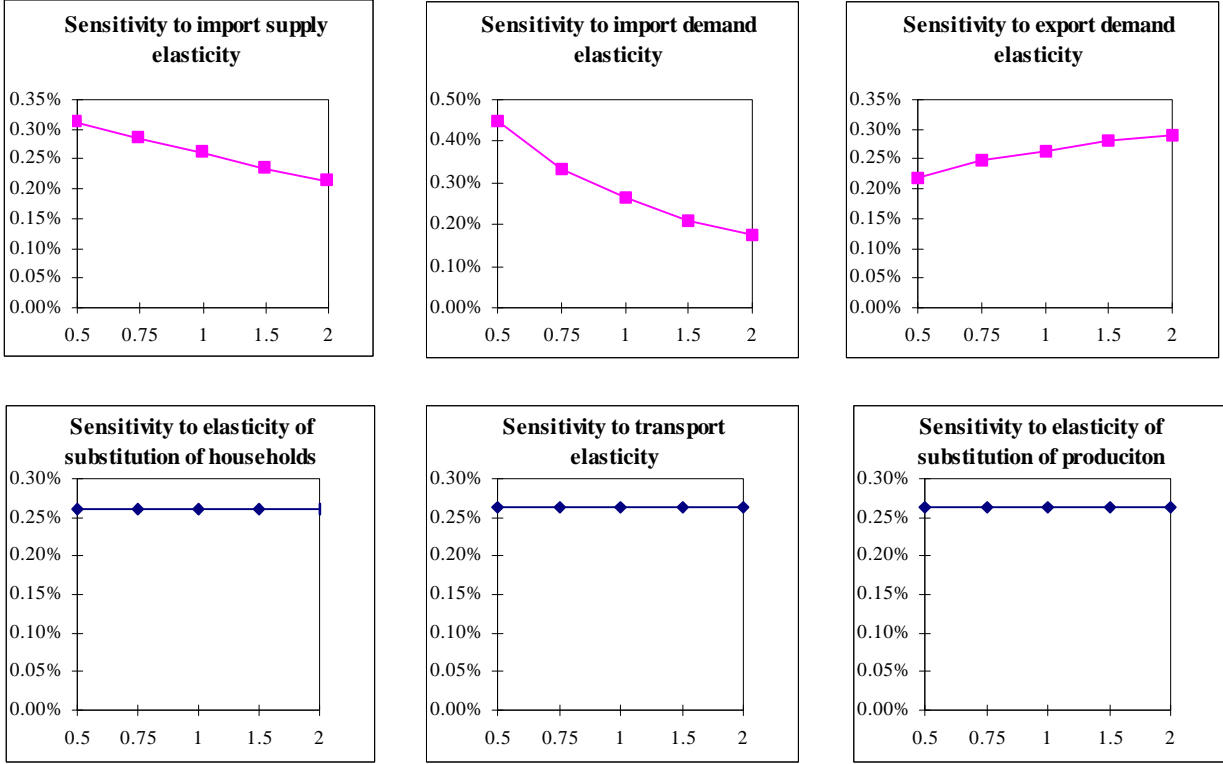 Sensitivity to import supply
elasticity
0.35%
0.30%
0.25%
0.20%
0.15%
0.10%
0.05%
0.00%
0.5 0.75 1 1.5 2
Sensitivity to import demand
elasticity
0.50%
0.40%
0.30%
0.20%
0.10%
0.00%
0.5 0.75 1 1.5 2
Sensitivity to export demand
elasticity
0.35%
0.30%
0.25%
0.20%
0.15%
0.10%
0.05%
0.00%
0.5 0.75 1 1.5 2
Sensitivity to elasticity of
substitution of households
0.30%
0.25%
0.20%
0.15%
0.10%
0.05%
0.00%
0.5 0.75 1 1.5 2
Sensitivity to transport
elasticity
0.30%
0.25%
0.20%
0.15%
0.10%
0.05%
0.00%
0.5 0.75 1 1.5 2
Sensitivity to elasticity of
substitution of produciton
0.30%
0.25%
0.20%
0.15%
0.10%
0.05%
0.00%
0.5 0.75 1 1.5 2